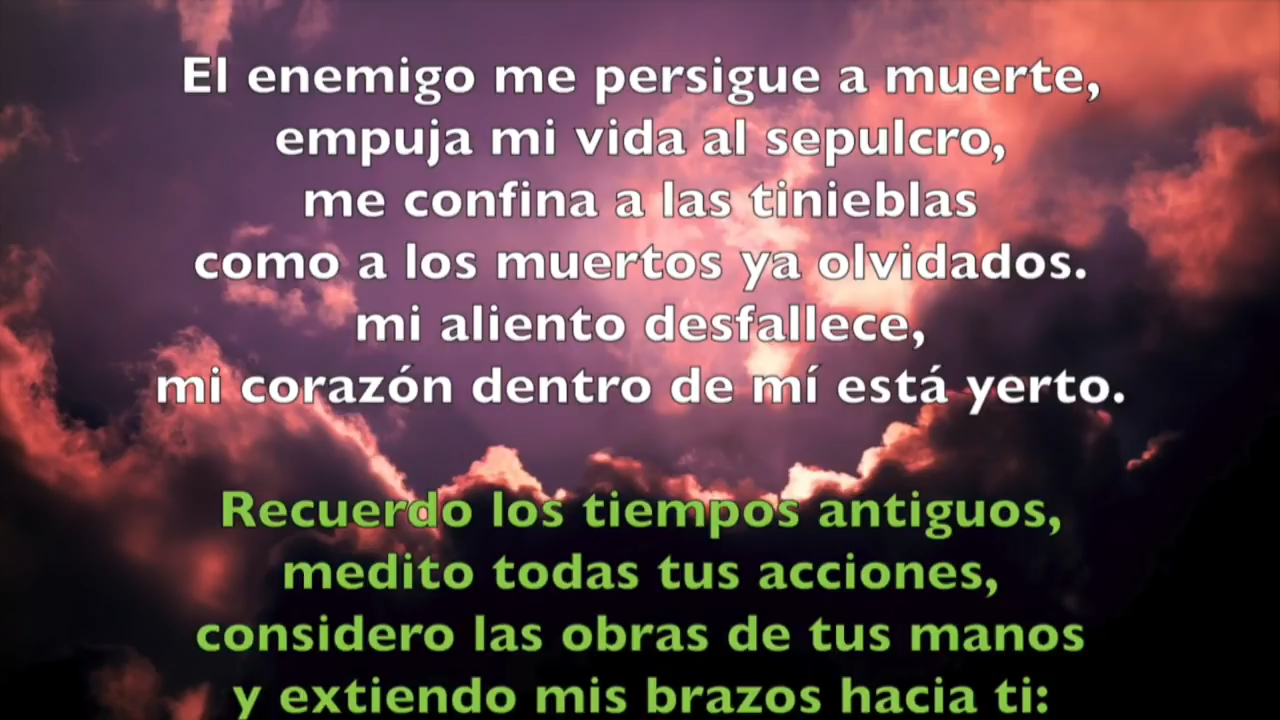 El enemigo me persigue a muerte,
empuja mi vida al sepulcro,
me confina a las tinieblas
como a los muertos ya olvidados.
mi aliento desfallece,
mi corazón dentro de mí está yerto.
Recuerdo los tiempos antiguos,
medito todas tus acciones,
considero las obras de tus manos
y extiendo mis brazos hacia ti: